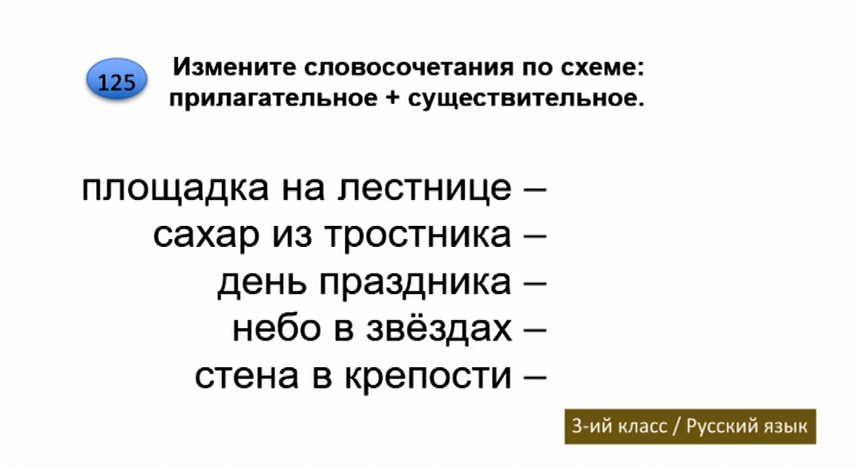 125
Измените словосочетания по схеме:
прилагательное + существительное.
площадка на лестнице –
сахар из тростника –
день праздника –
небо в звёздах –
стена в крепости –
3-ий класс / Русский язык